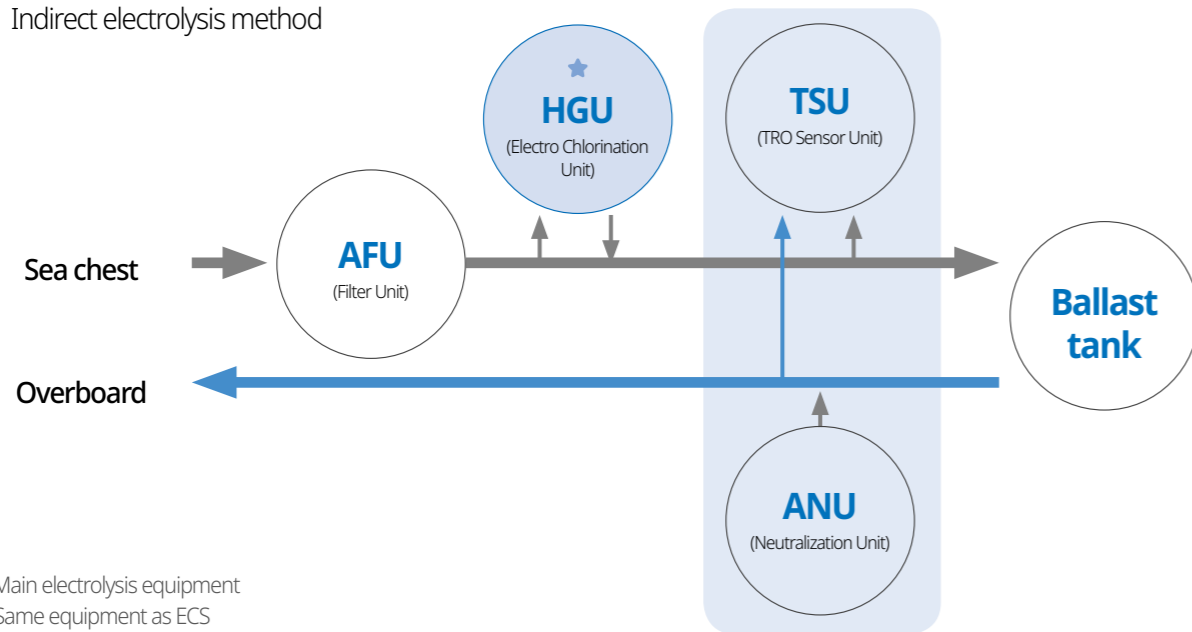 Indirect electrolysis method
HGU
(Electro Chlorination
Unit)
TSU
(TRO Sensor Unit)
Sea chest
AFU
(Filter Unit)
Ballast
tank
Overboard
ANU
(Neutralization Unit)
Main electrolysis equipment
Same equipment as ECS